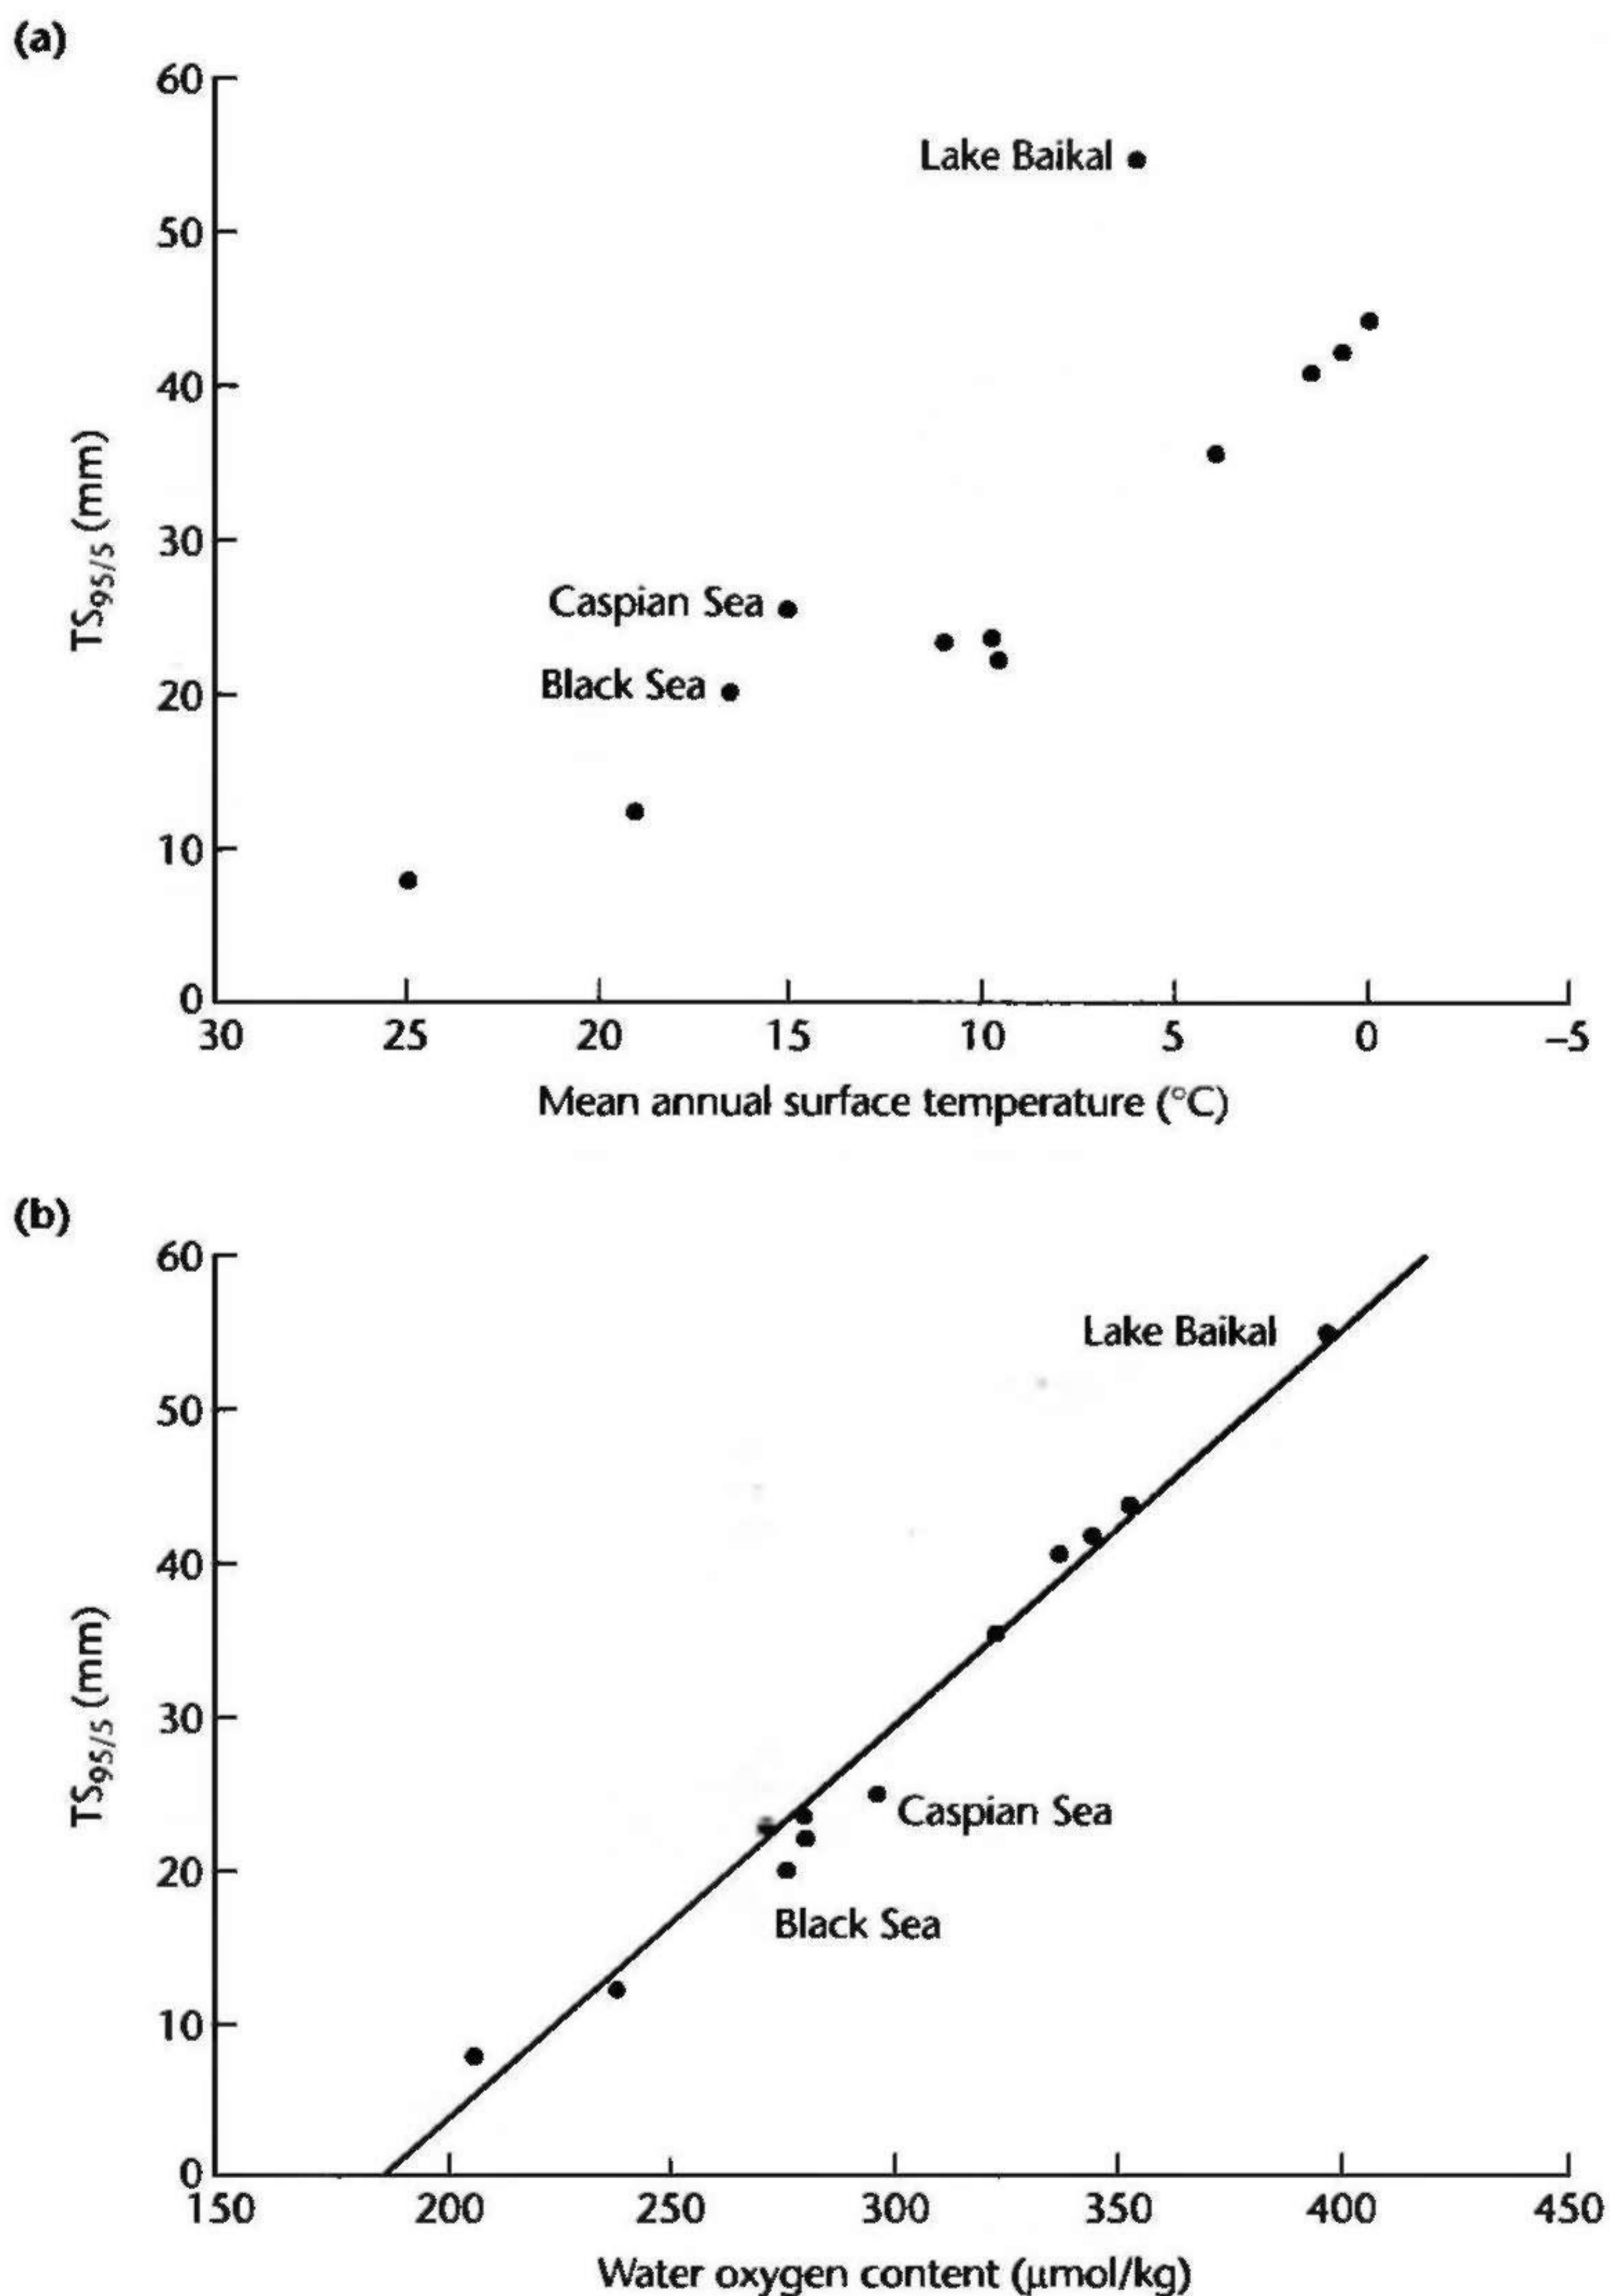 (a)
60
Lake Baikal
50
40
TS95/5 (mm)
30
Caspian Sea
20
Black Sea
10
0
30 25 20 15 10 5 0 –5
Mean annual surface temperature (°C)
(b)
60
Lake Baikal
50
40
TS95/5 (mm)
30
Caspian Sea
20
Black Sea
10
0
150 200 250 300 350 400 450
Water oxygen content (μmol/kg)